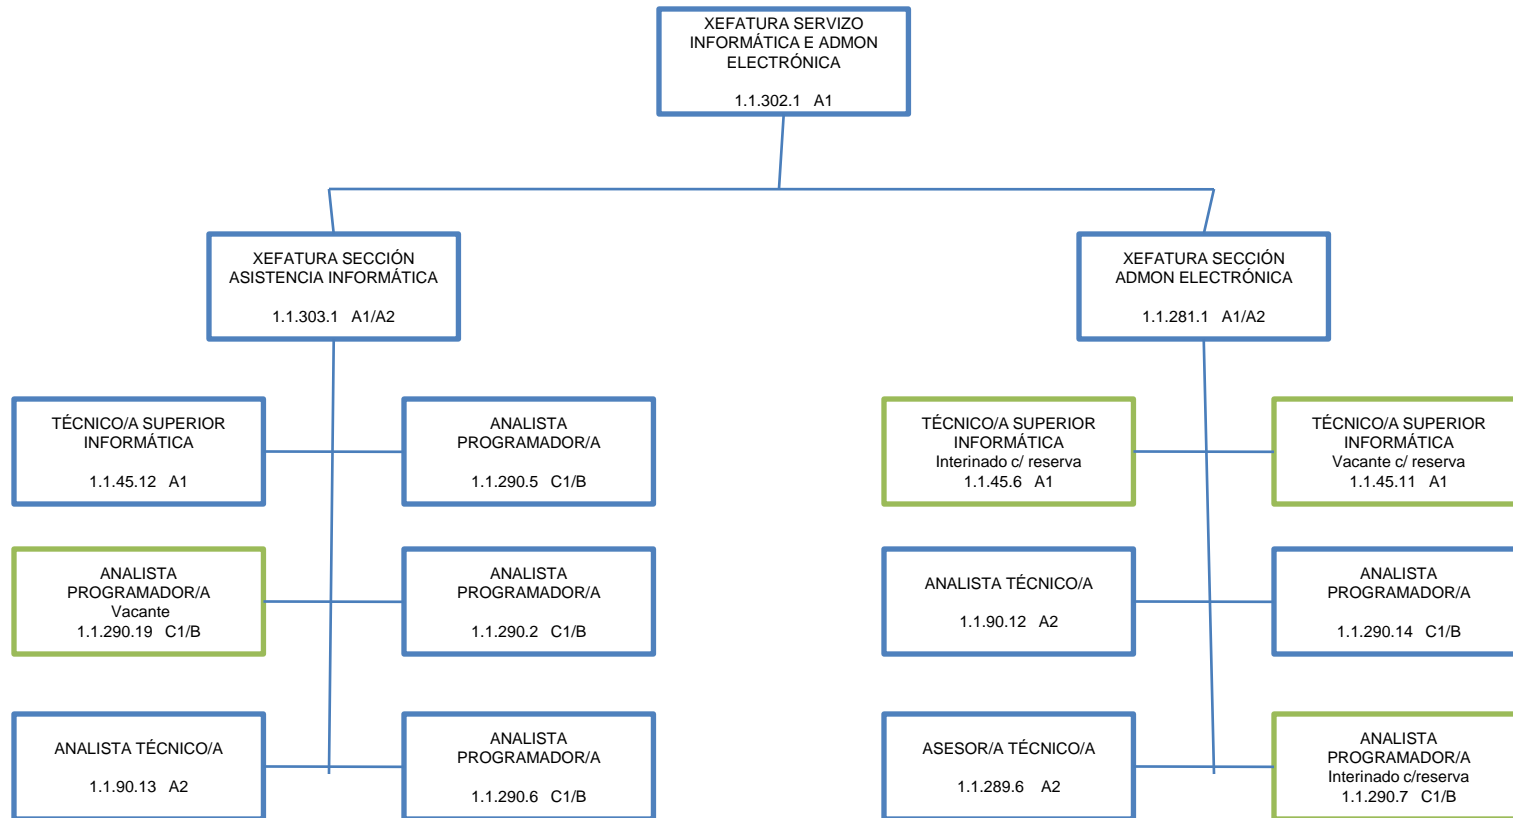 XEFATURA SERVIZO
INFORMÁTICA E ADMON
ELECTRÓNICA
1.1.302.1 A1
XEFATURA SECCIÓN
ASISTENCIA INFORMÁTICA
1.1.303.1 A1/A2
XEFATURA SECCIÓN
ADMON ELECTRÓNICA
1.1.281.1 A1/A2
TÉCNICO/A SUPERIOR
INFORMÁTICA
1.1.45.12 A1
ANALISTA
PROGRAMADOR/A
1.1.290.5 C1/B
TÉCNICO/A SUPERIOR
INFORMÁTICA
Interinado c/ reserva
1.1.45.6 A1
TÉCNICO/A SUPERIOR
INFORMÁTICA
Vacante c/ reserva
1.1.45.11 A1
ANALISTA
PROGRAMADOR/A
Vacante
1.1.290.19 C1/B
ANALISTA
PROGRAMADOR/A
1.1.290.2 C1/B
ANALISTA TÉCNICO/A
1.1.90.12 A2
ANALISTA
PROGRAMADOR/A
1.1.290.14 C1/B
ANALISTA TÉCNICO/A
1.1.90.13 A2
ANALISTA
PROGRAMADOR/A
1.1.290.6 C1/B
ASESOR/A TÉCNICO/A
1.1.289.6 A2
ANALISTA
PROGRAMADOR/A
Interinado c/reserva
1.1.290.7 C1/B